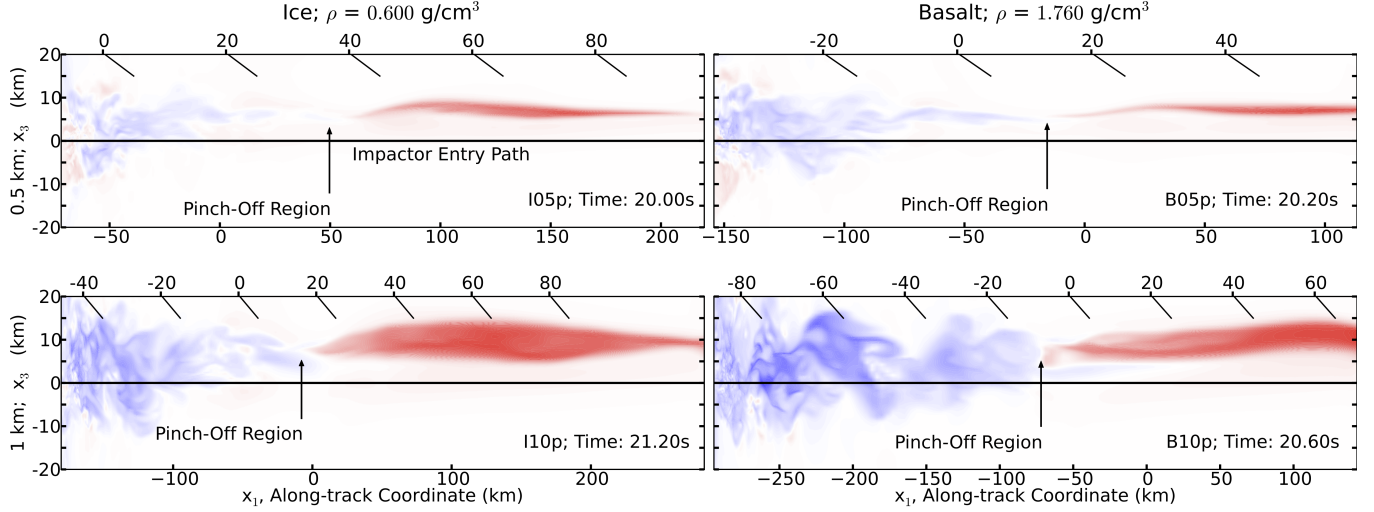 Ice; ρ = 0.600 g/cm³
Basalt; ρ = 1.760 g/cm³
0 20 40 60 80
-20 0 20 40
20
10
0
-10
-20
0.5 km; x₃ (km)
Impactor Entry Path
Pinch-Off Region
I05p; Time: 20.00s
Pinch-Off Region
B05p; Time: 20.20s
−50 0 50 100 150 200
−150 −100 −50 0 50 100
-40 -20 0 20 40 60 80
-80 -60 -40 -20 0 20 40 60
20
10
0
-10
-20
1 km; x₃ (km)
Pinch-Off Region
I10p; Time: 21.20s
Pinch-Off Region
B10p; Time: 20.60s
−100 0 100 200
−250 −200 −150 −100 −50 0 50 100
x₁, Along-track Coordinate (km)
x₁, Along-track Coordinate (km)